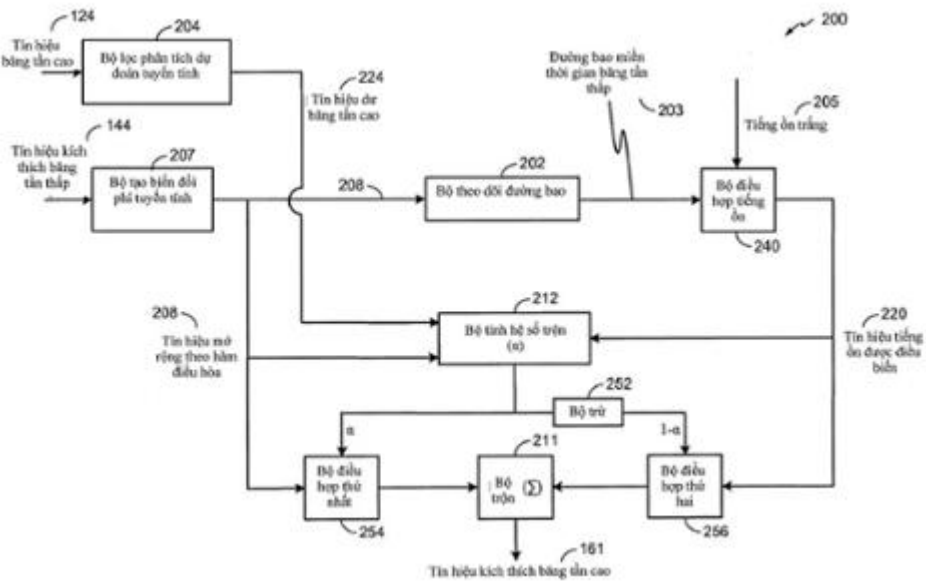 200
124
Tín hiệu
băng tần cao
204
Bộ lọc phân tích dự
đoán tuyến tính
224
Tín hiệu dư
băng tần cao
Đường bao miền
thời gian băng tần
thấp
203
205
Tiếng ồn trắng
144
Tín hiệu kích
thích băng
tần thấp
207
Bộ tạo biến đổi
phi tuyến tính
208
202
Bộ theo dõi đường bao
Bộ điều
hợp tiếng
ồn
240
208
Tín hiệu mở
rộng theo hàm
điều hòa
212
Bộ tính hệ số trộn
(α)
220
Tín hiệu tiếng
ồn được điều
biến
252
Bộ trừ
α
1-α
Bộ điều
hợp thứ
nhất
254
211
Bộ (Σ)
trộn
Bộ điều
hợp thứ
hai
256
161
Tín hiệu kích thích băng tần cao